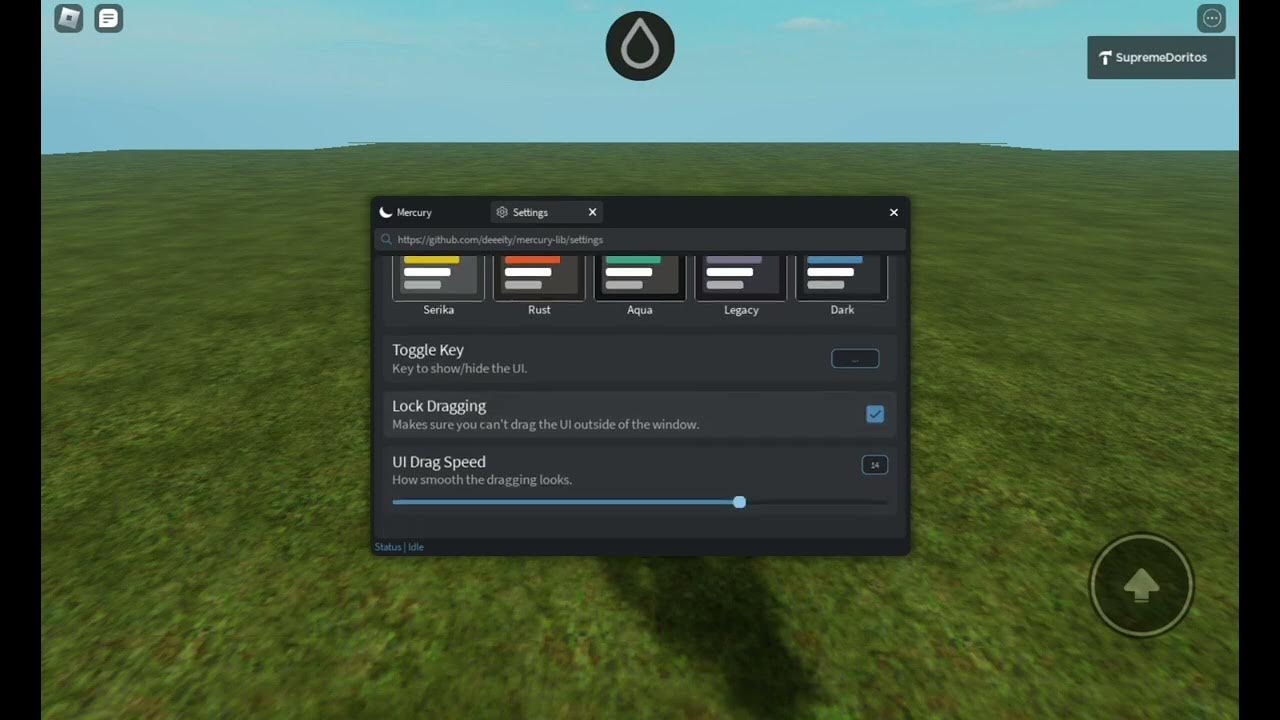 SupremeDoritos
Mercury
Settings
https://github.com/deeeity/mercury-lib/settings
Serika
Rust
Aqua
Legacy
Dark
Toggle Key
...
Key to show/hide the UI.
Lock Dragging
Makes sure you can't drag the UI outside of the window.
UI Drag Speed
14
How smooth the dragging looks.
Status | Idle